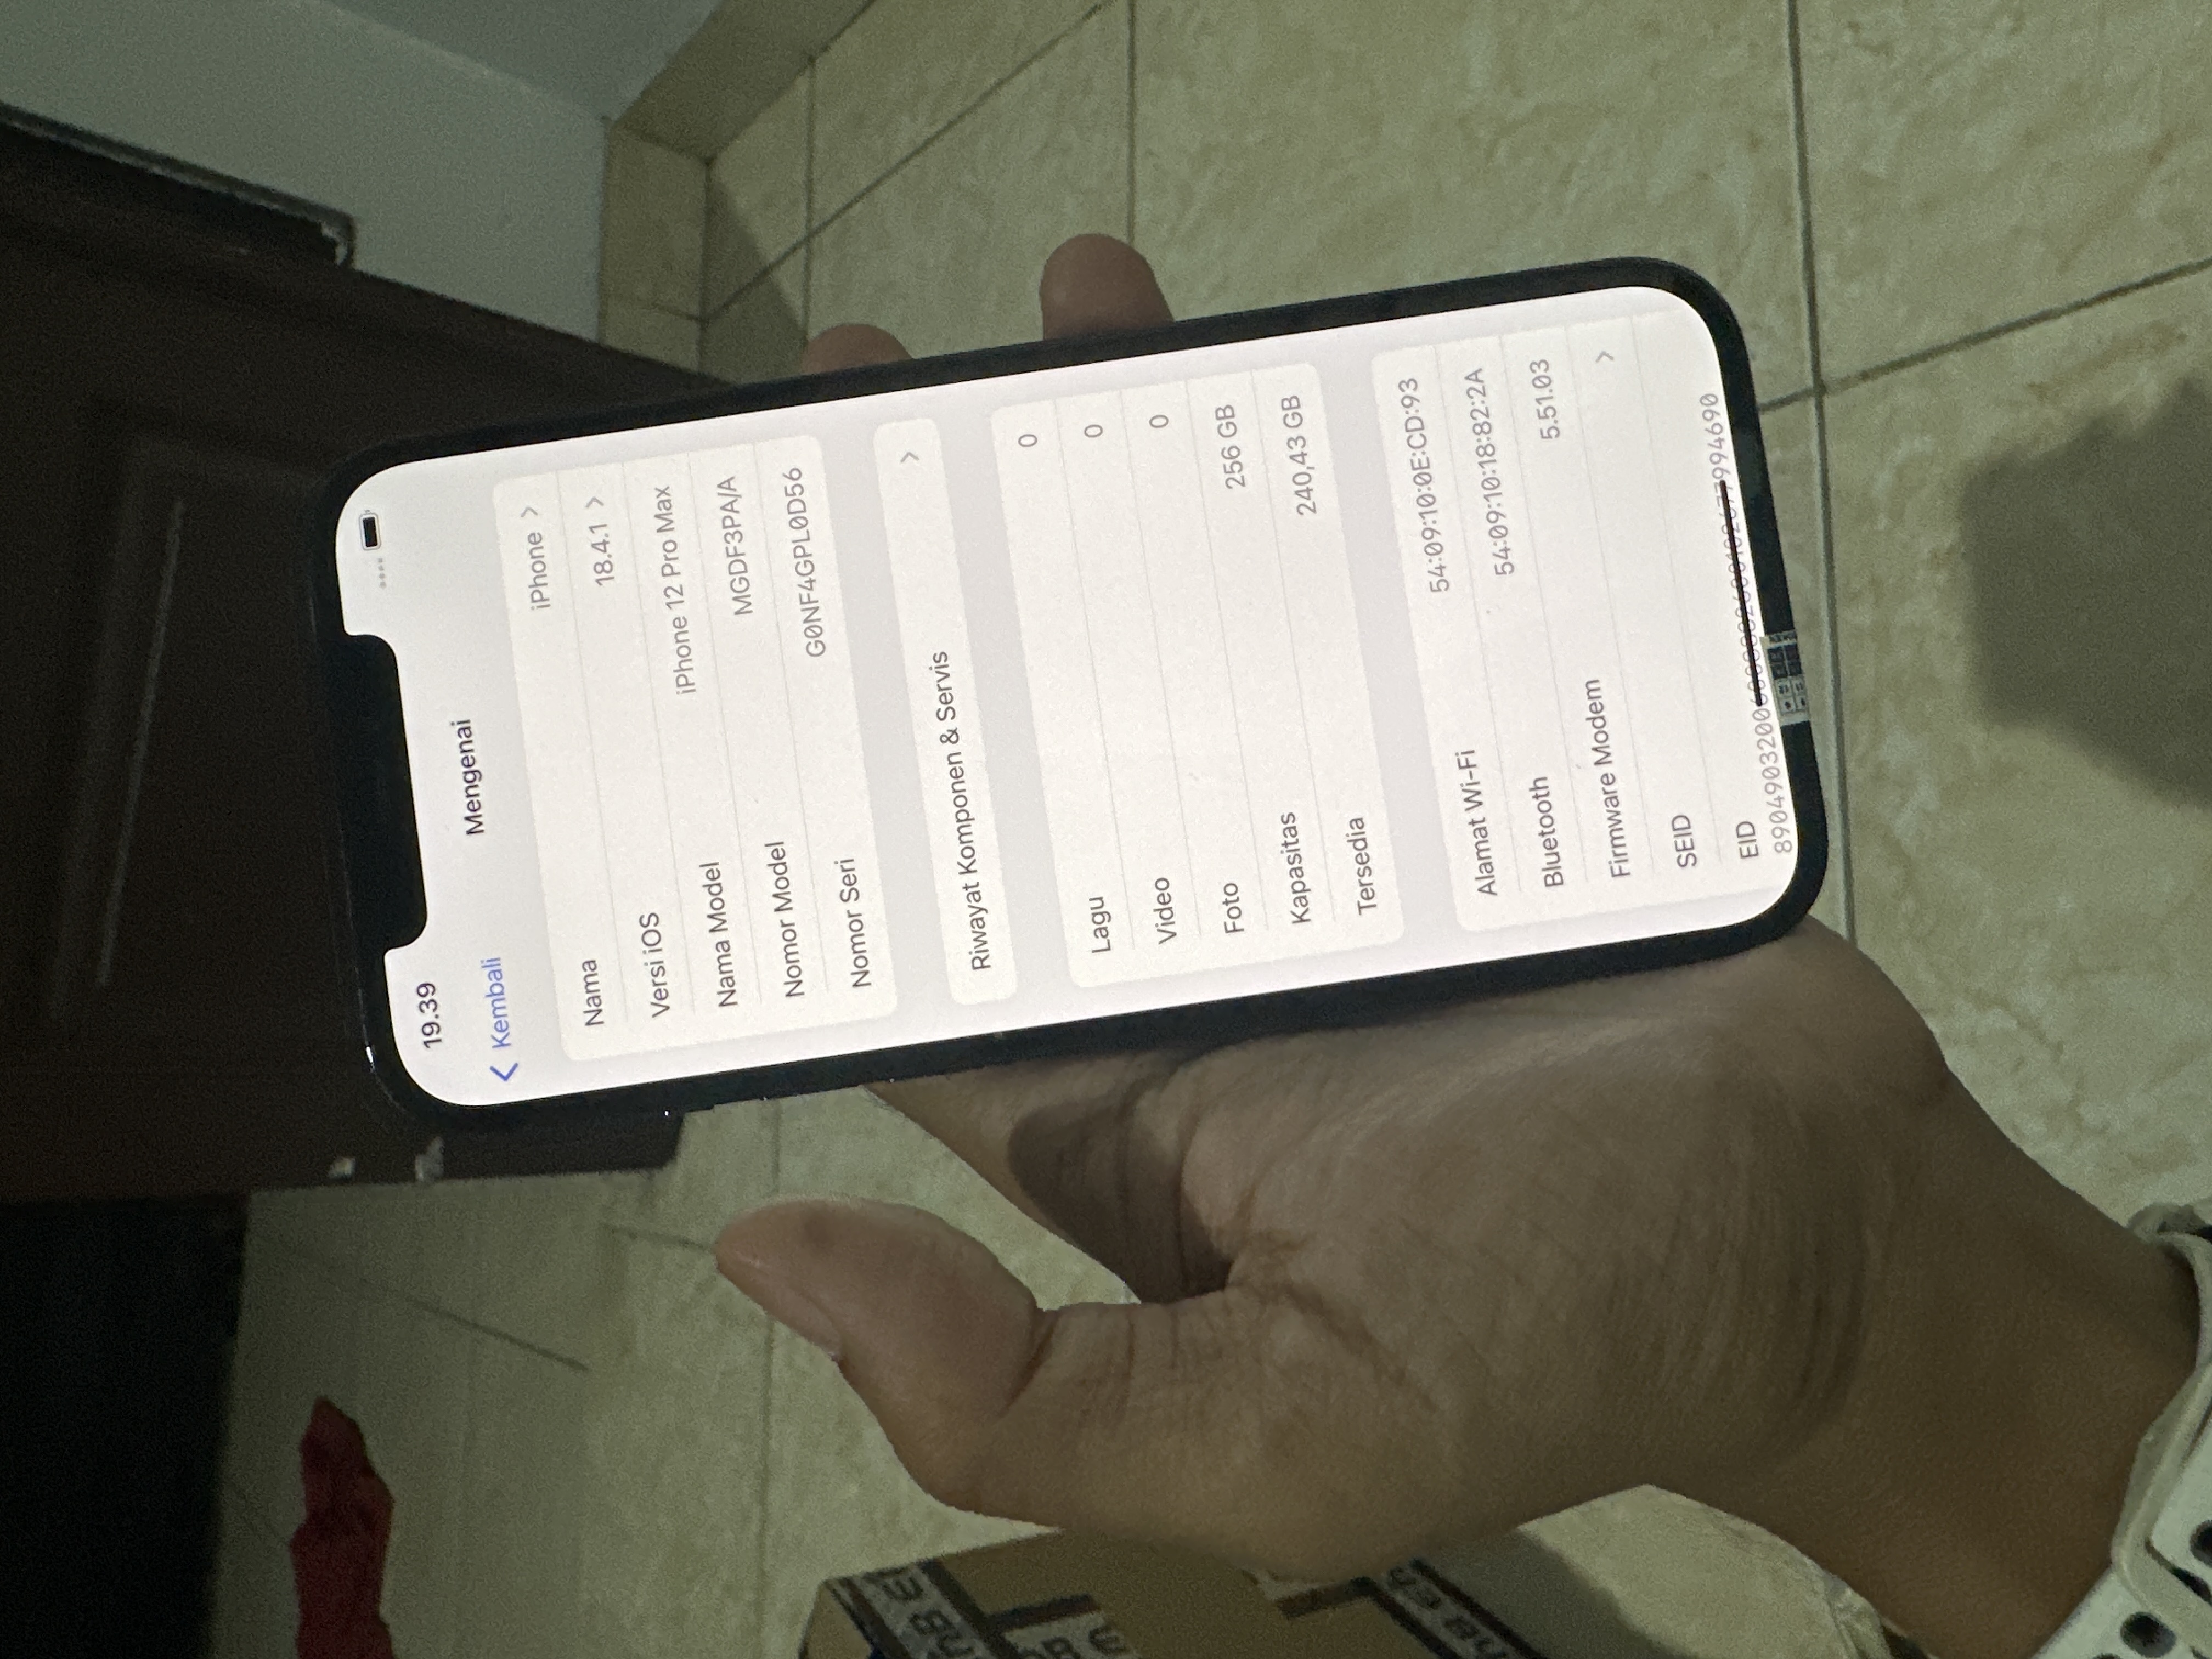 19.39
Kembali
Mengenai
Nama iPhone
Versi iOS 18.4.1
Nama Model iPhone 12 Pro Max
Nomor Model MGDF3PA/A
Nomor Seri G0NF4GPL0D56
Riwayat Komponen & Servis
Lagu 0
Video 0
Foto 0
Kapasitas 256 GB
Tersedia 240,43 GB
Alamat Wi-Fi 54:09:10:0E:CD:93
Bluetooth 54:09:10:18:82:2A
Firmware Modem 5.51.03
SEID
EID